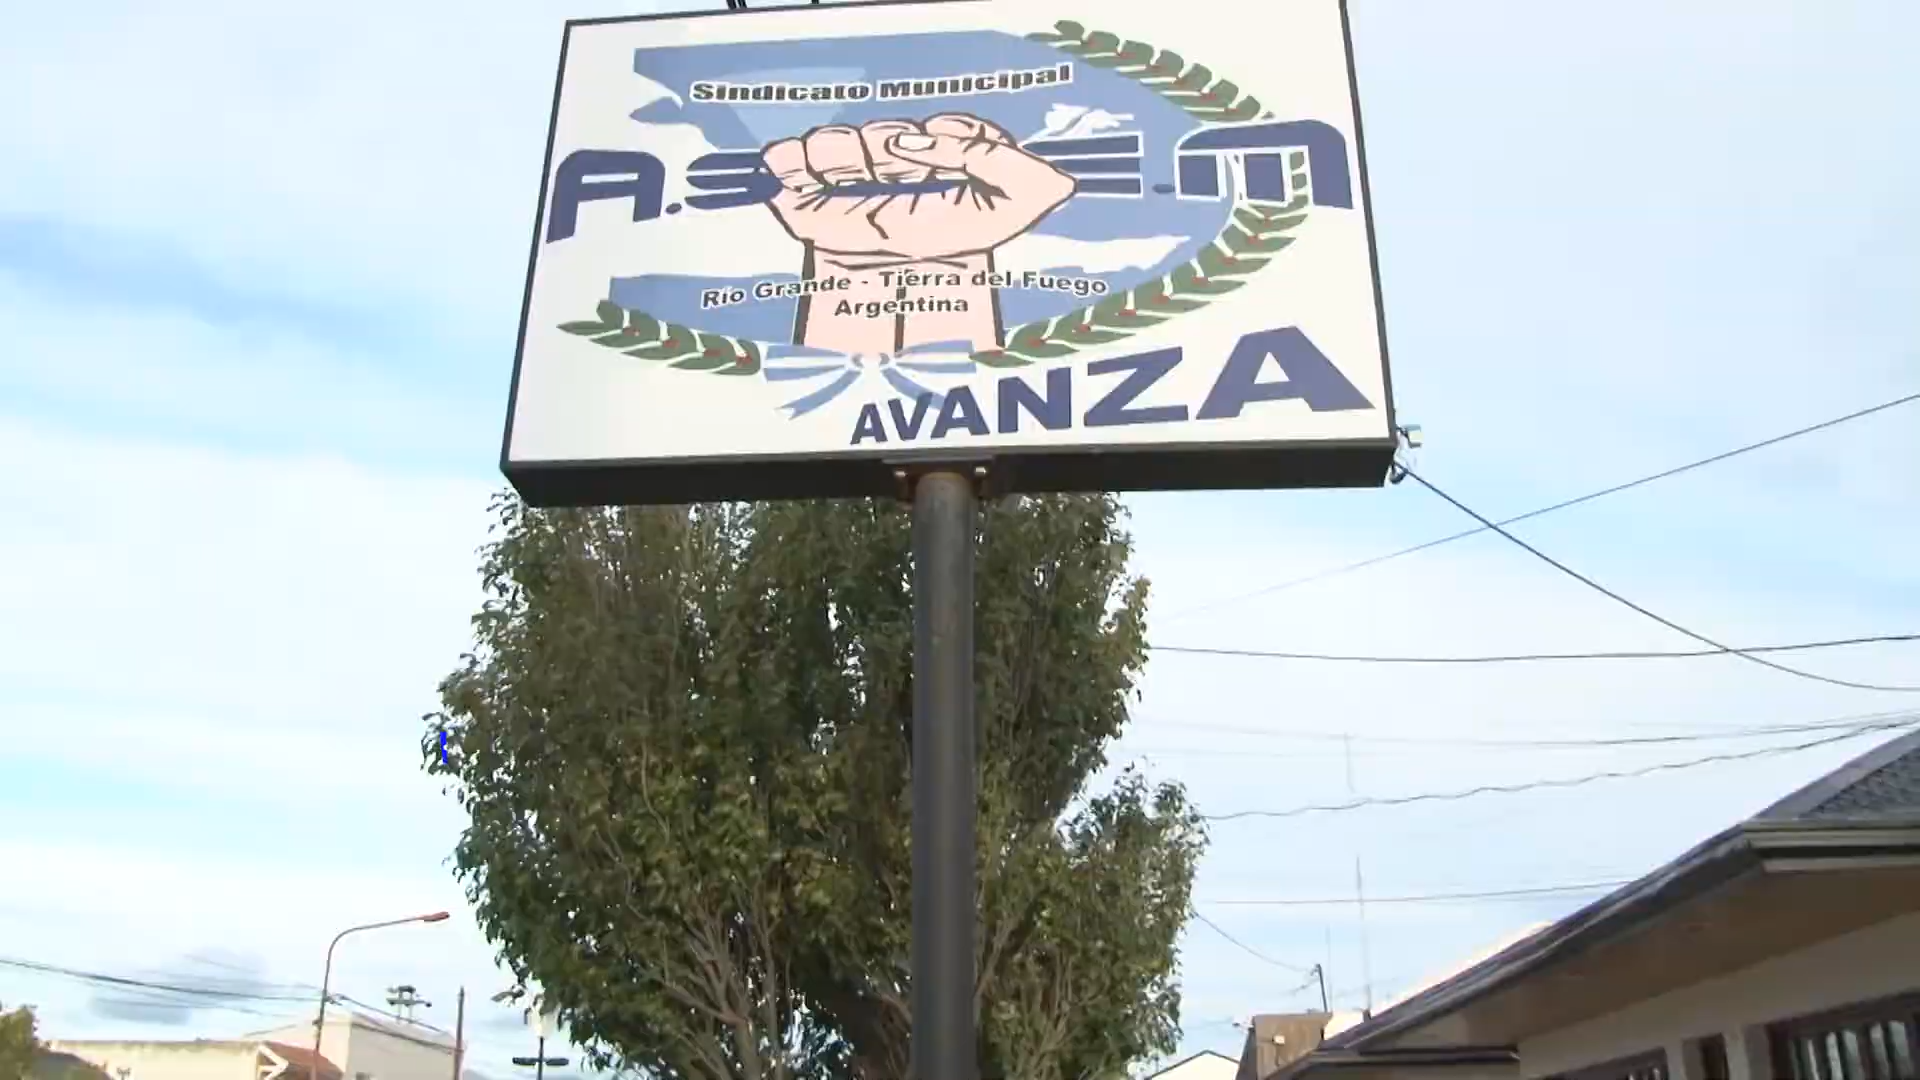 Sindicato Municipal
A.S E.M
Río Grande - Tierra del Fuego
Argentina
AVANZA